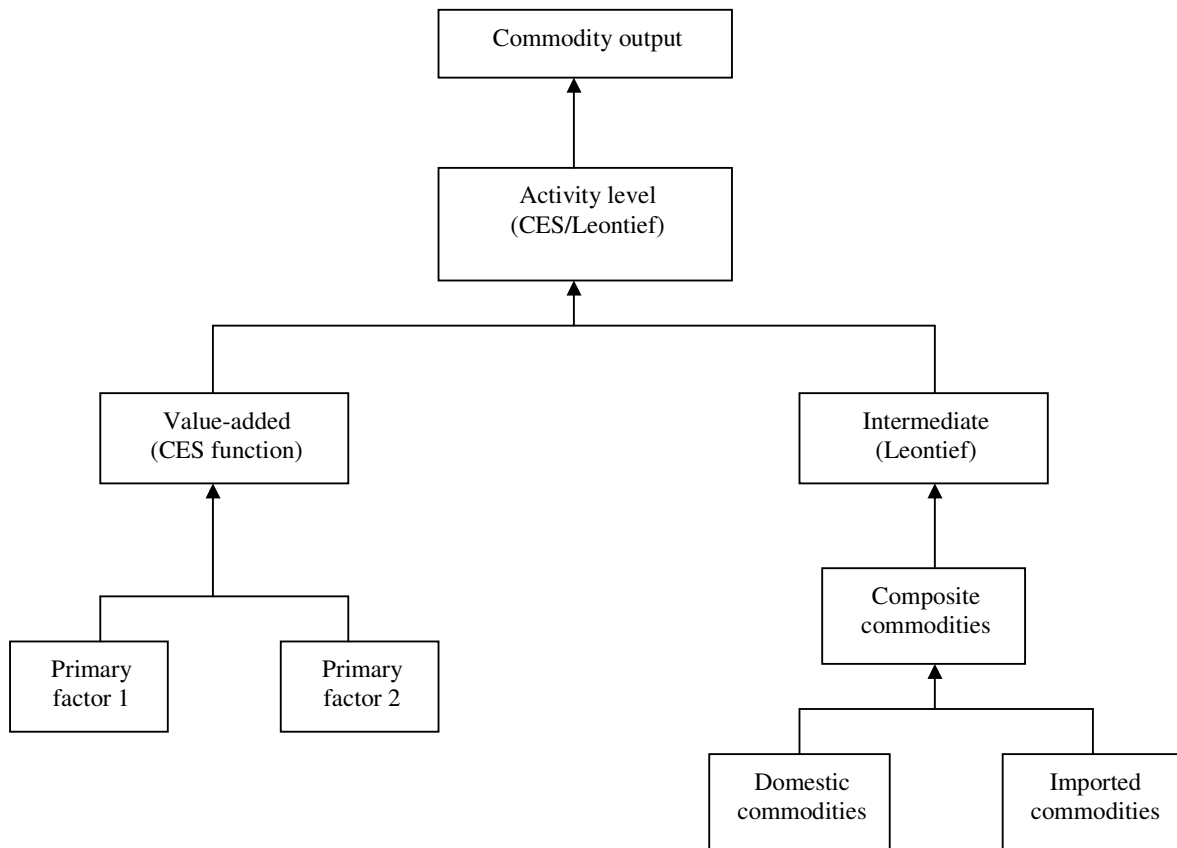 Commodity output
Activity level
(CES/Leontief)
Value-added
(CES function)
Intermediate
(Leontief)
Composite
commodities
Primary
factor 1
Primary
factor 2
Domestic
commodities
Imported
commodities